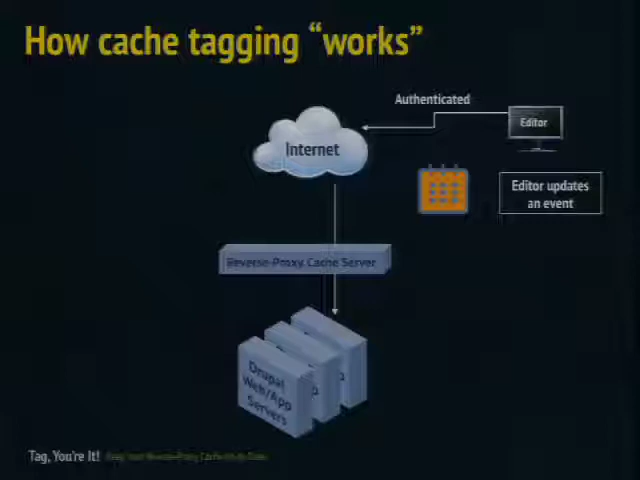 How cache tagging “works”
Authenticated
Editor
Internet
Editor updates
an event
Reverse-Proxy Cache Server
Drupal
Web/App
Servers
Tag, You're It!